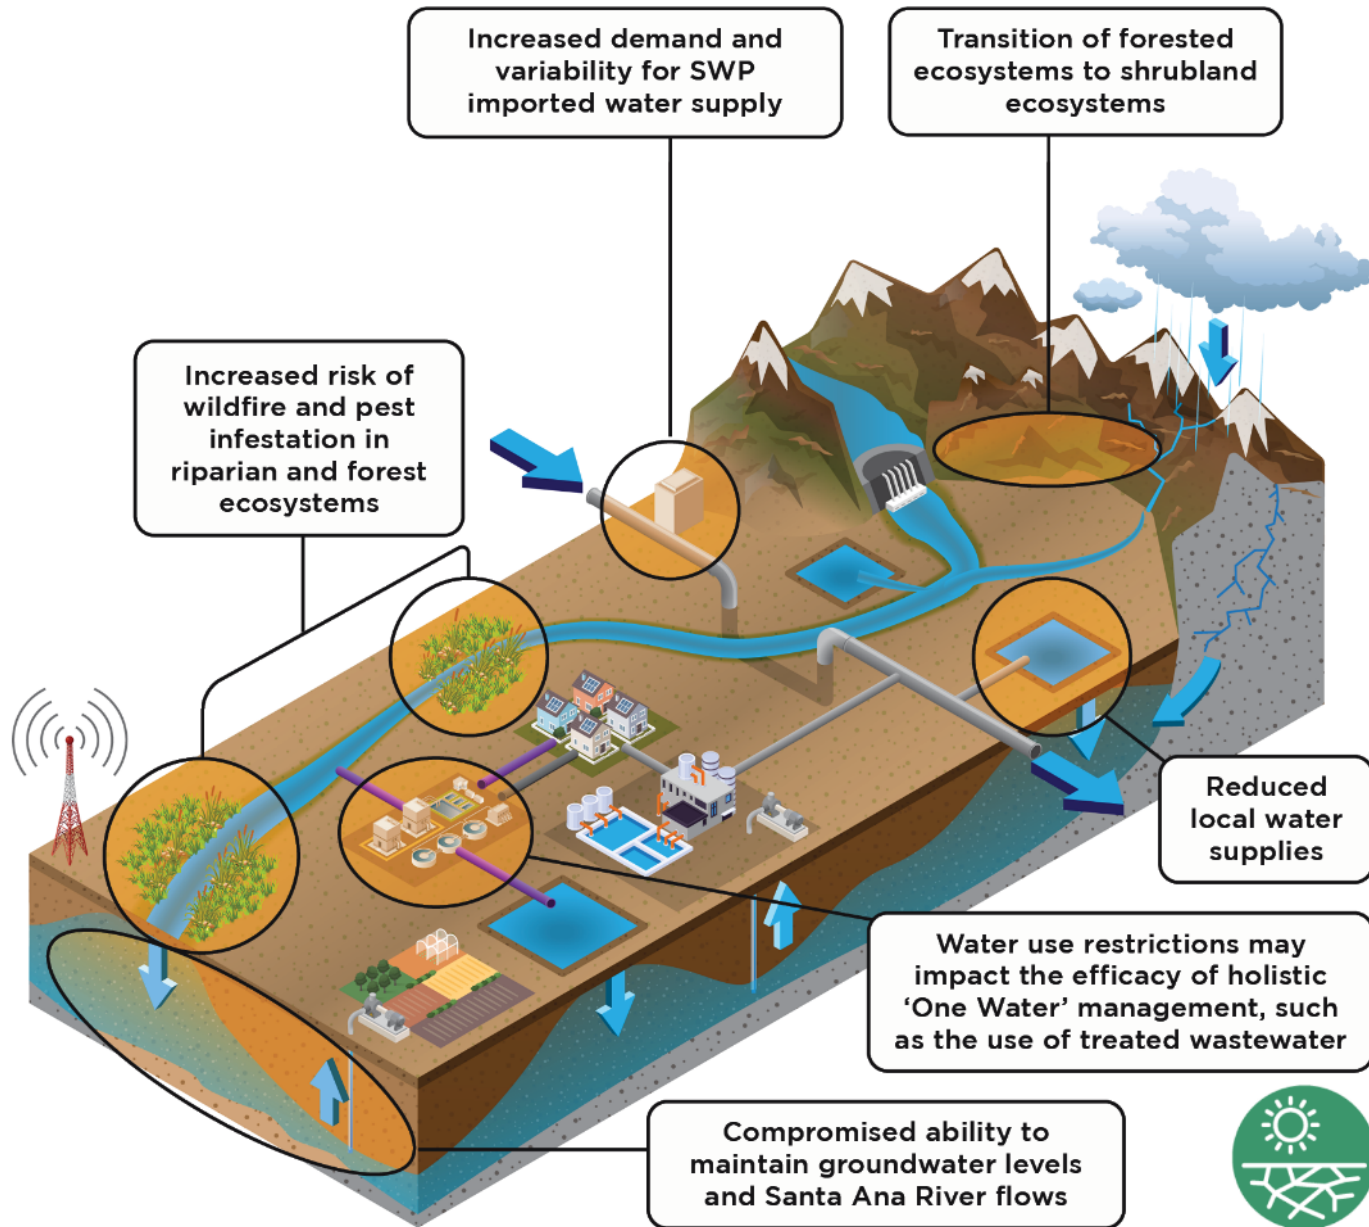 Increased demand and
variability for SWP
imported water supply
Transition of forested
ecosystems to shrubland
ecosystems
Increased risk of
wildfire and pest
infestation in
riparian and forest
ecosystems
Reduced
local water
supplies
Water use restrictions may
impact the efficacy of holistic
‘One Water’ management, such
as the use of treated wastewater
Compromised ability to
maintain groundwater levels
and Santa Ana River flows